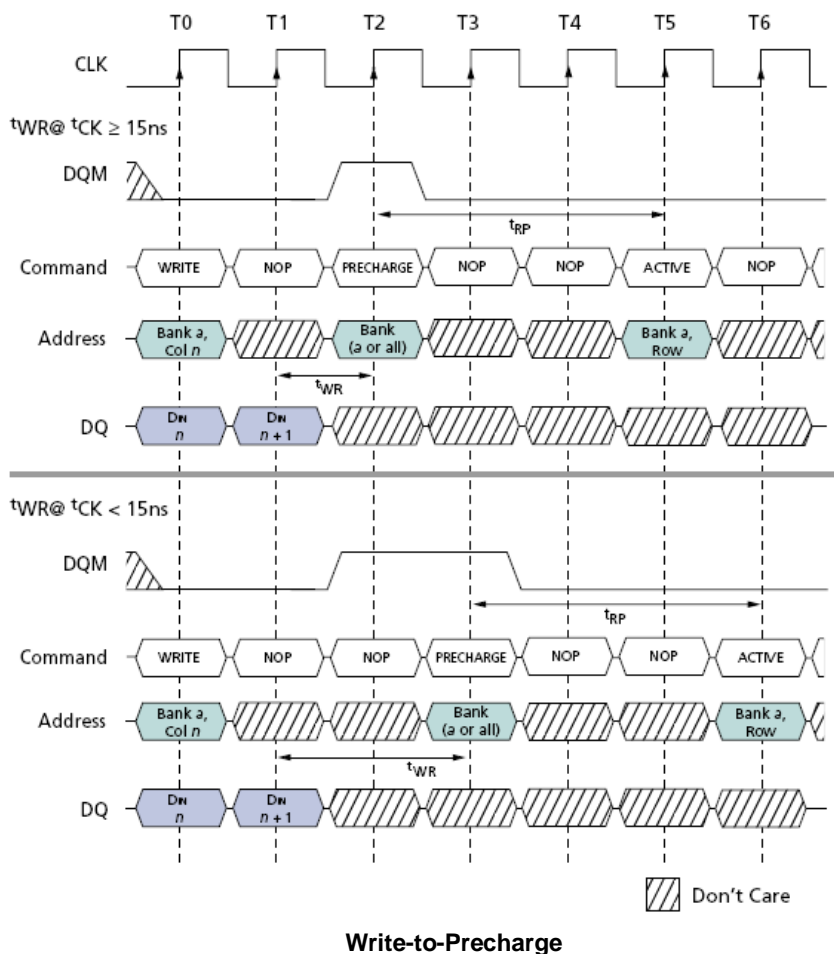 T0 T1 T2 T3 T4 T5 T6
CLK
tWR@ tCK ≥ 15ns
DQM
tRP
Command WRITE NOP PRECHARGE NOP NOP ACTIVE NOP
Address Bank a, Bank Bank a,
Col n (a or all) Row
tWR
DQ DIN DIN
n n + 1
tWR@ tCK < 15ns
DQM
tRP
Command WRITE NOP NOP PRECHARGE NOP NOP ACTIVE
Address Bank a, Bank Bank a,
Col n (a or all) Row
tWR
DQ DIN DIN
n n + 1
Don't Care
Write-to-Precharge